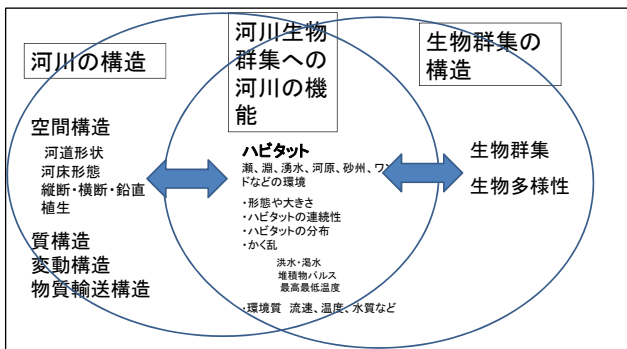 河川の構造
空間構造
河道形状
河床形態
縦断・横断・鉛直
植生
質構造
変動構造
物質輸送構造
河川生物
群集への
河川の機
能
ハビタット
瀬、淵、湧水、河原、砂州、ワン
ドなどの環境
・形態や大きさ
・ハビタットの連続性
・ハビタットの分布
・かく乱
洪水・渇水
堆積物パルス
最高最低温度
・環境質 流速、温度、水質など
生物群集の
構造
生物群集
生物多様性